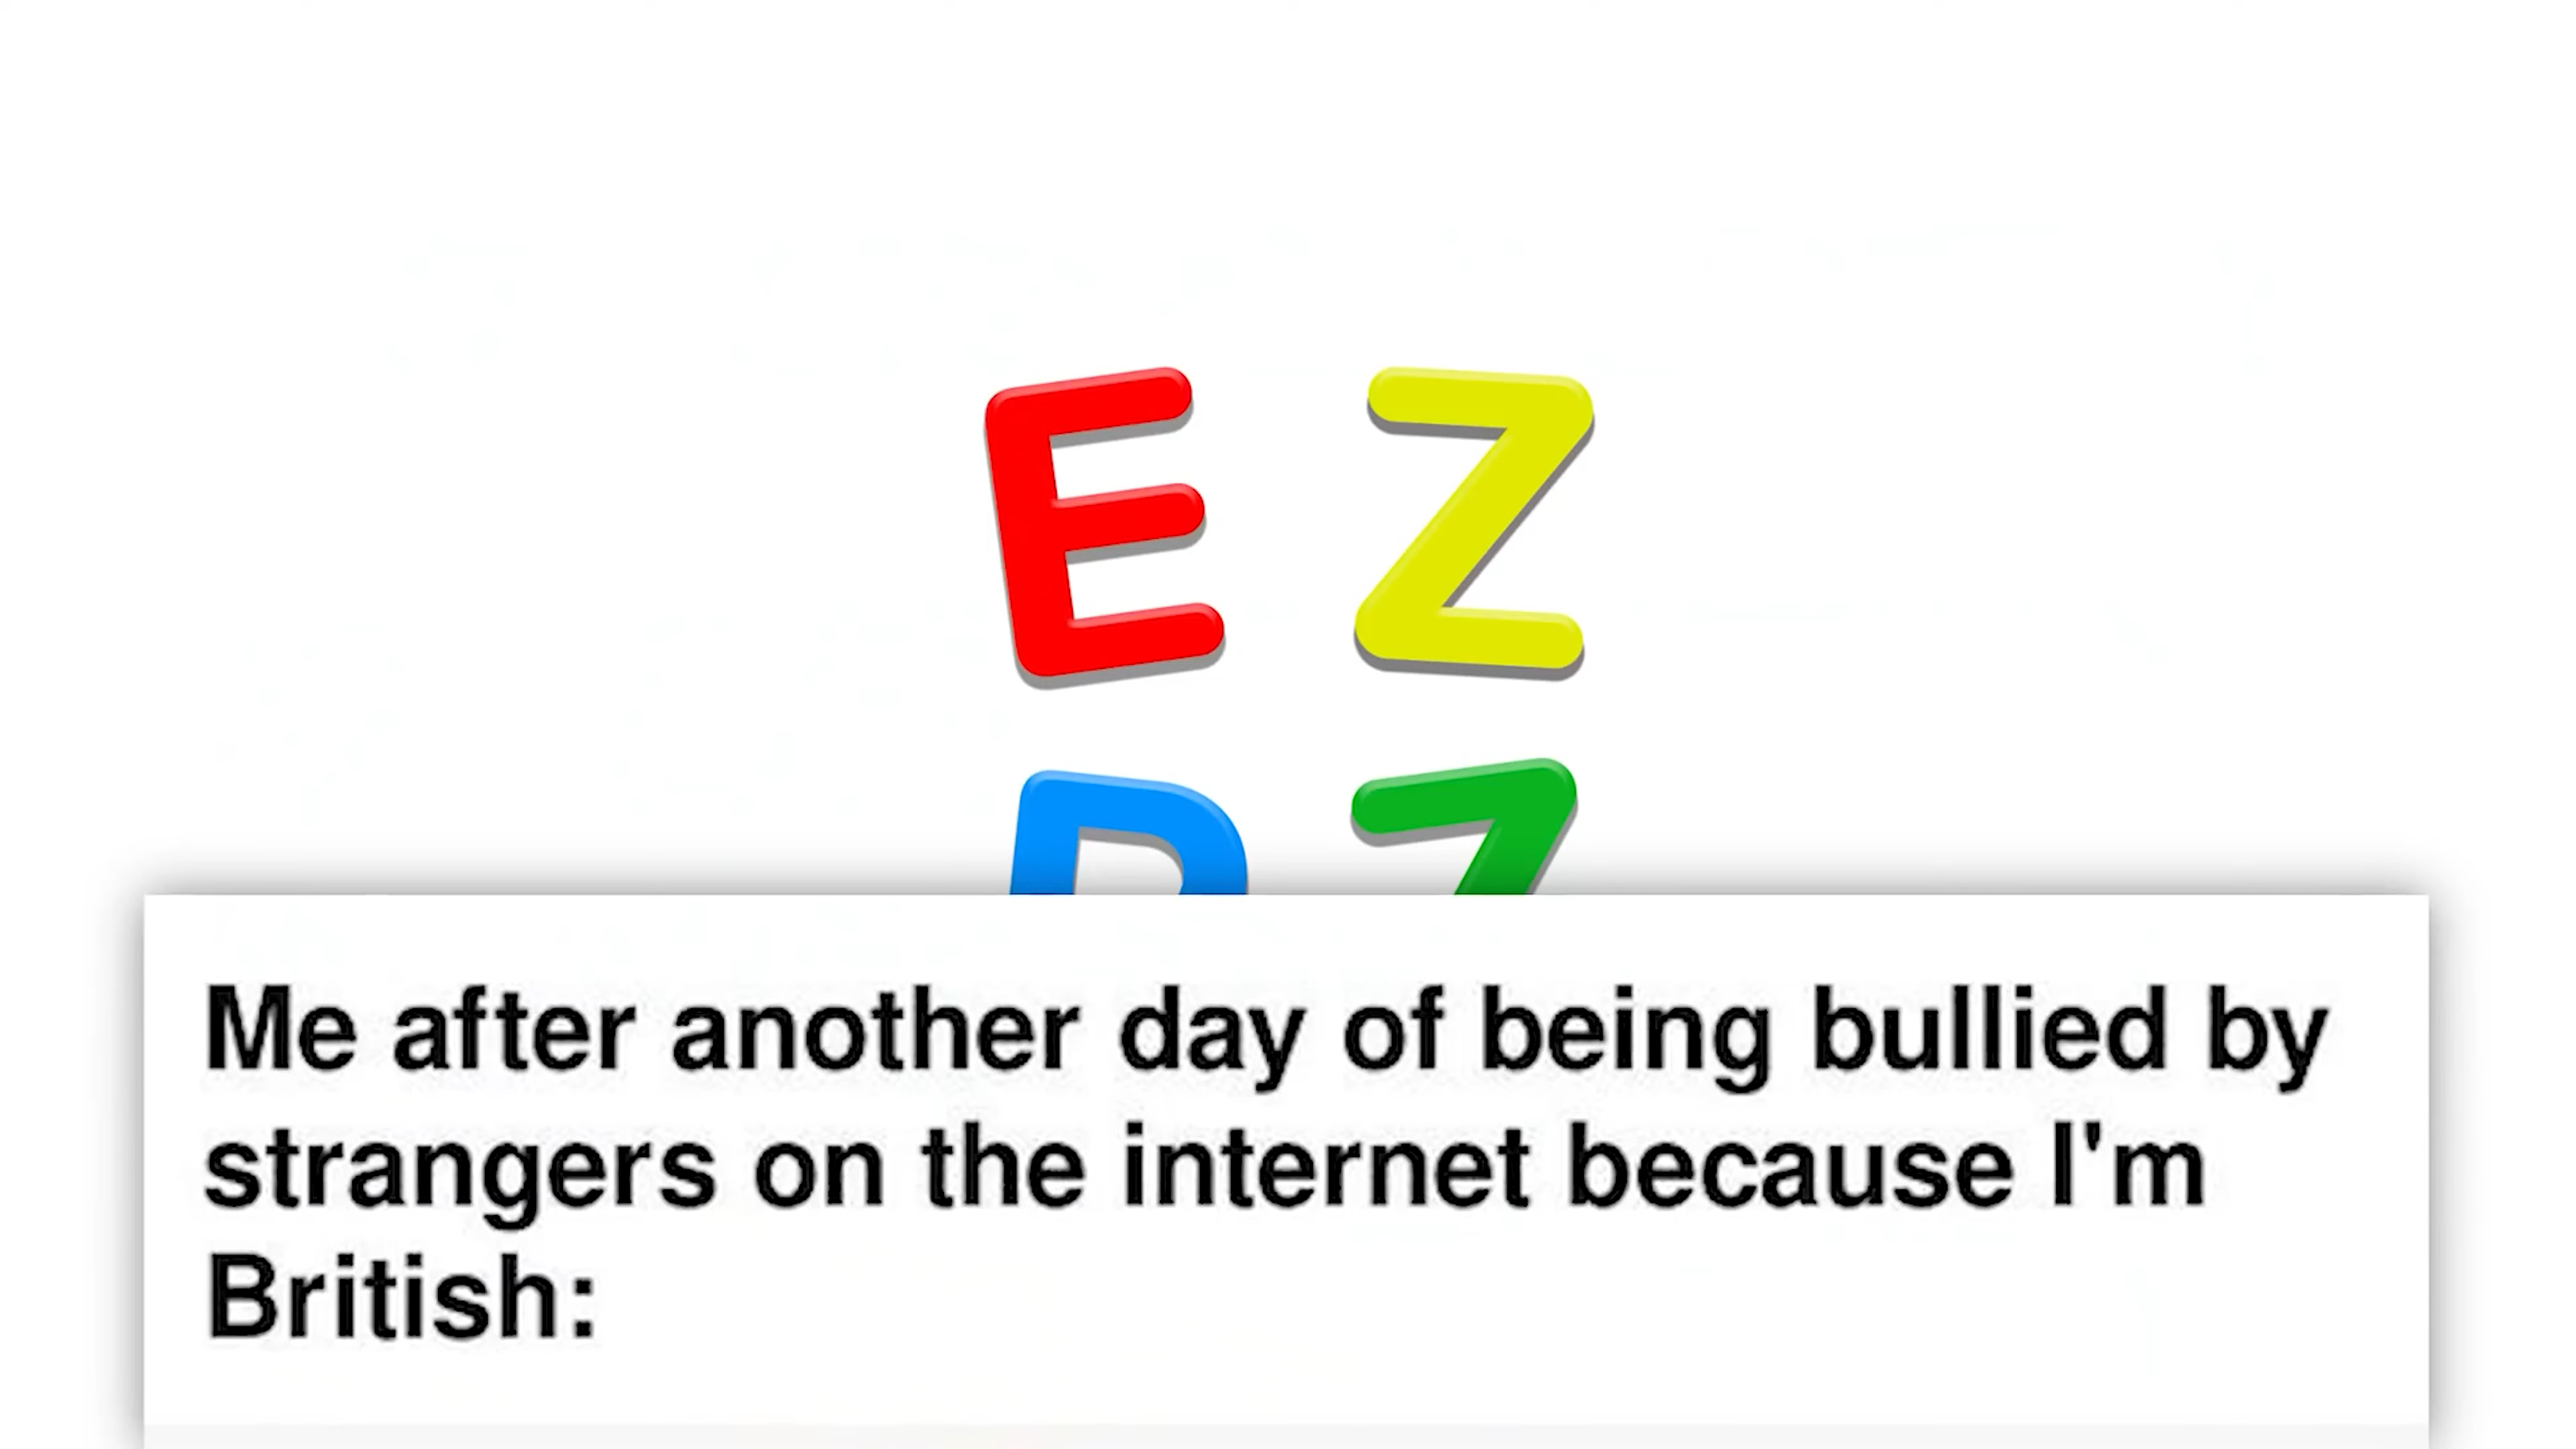 E Z
Me after another day of being bullied by
strangers on the internet because I'm
British: